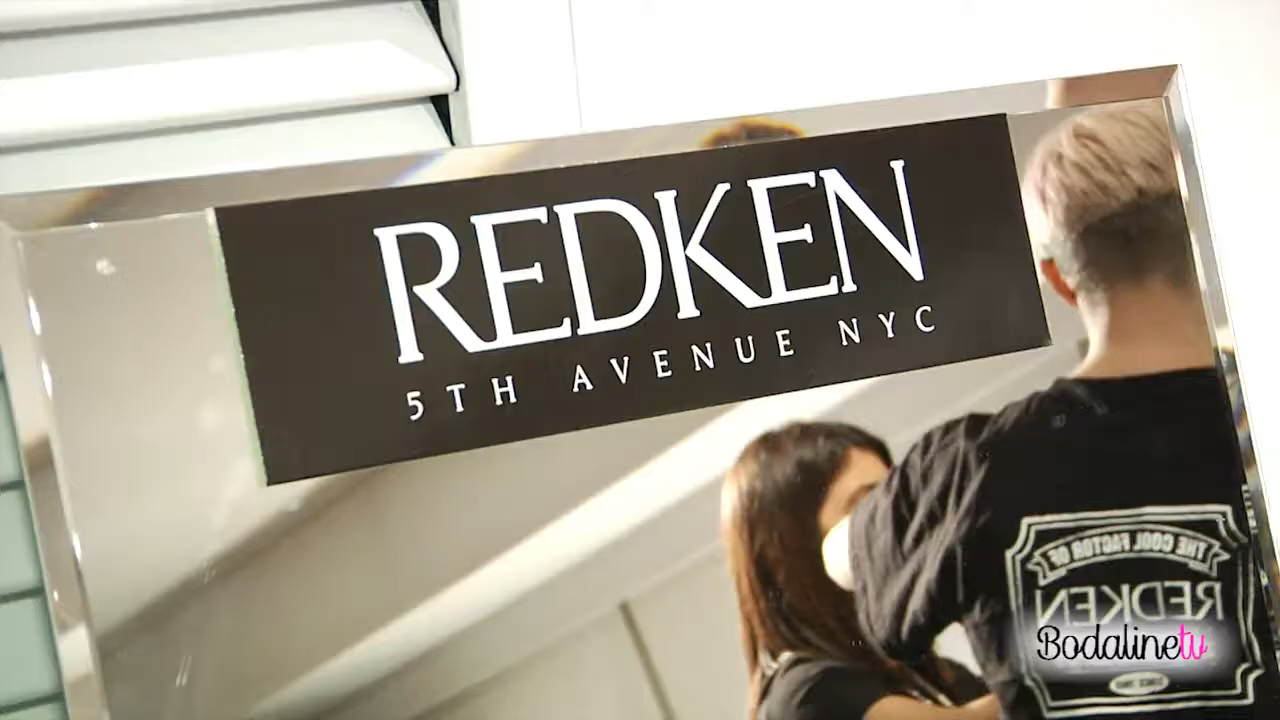 REDKEN
5TH AVENUE NYC
THE COOL FACTOR OF
REDKEN
Bodalinetv